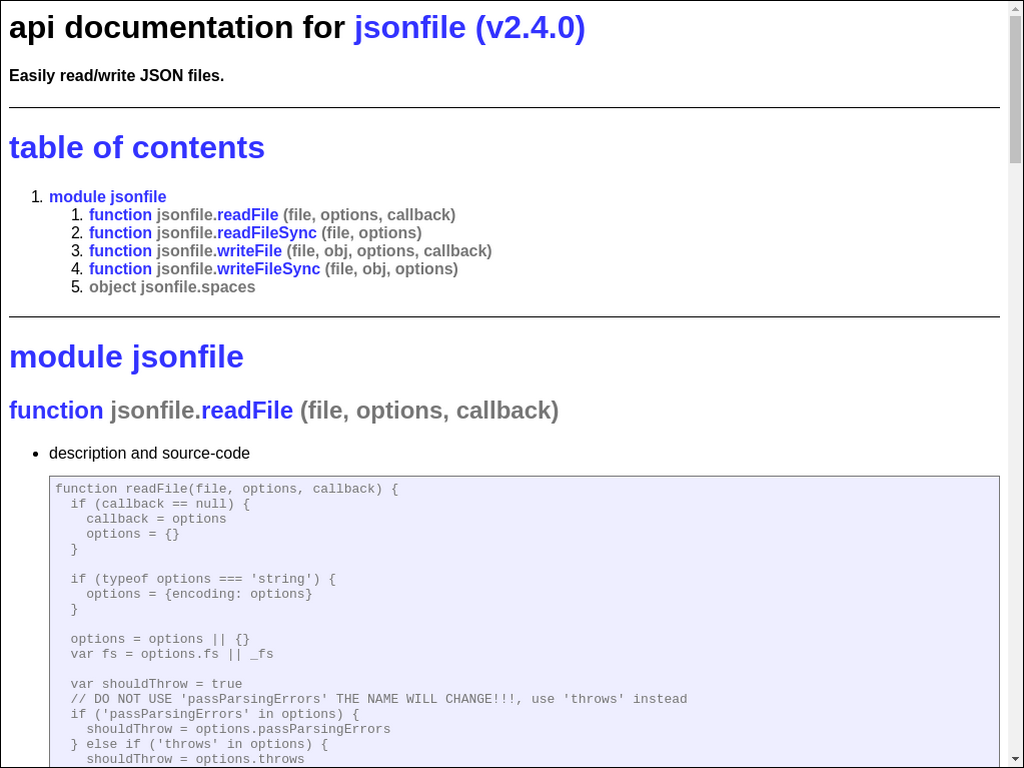 api documentation for jsonfile (v2.4.0)
Easily read/write JSON files.
table of contents
1. module jsonfile
1. function jsonfile.readFile (file, options, callback)
2. function jsonfile.readFileSync (file, options)
3. function jsonfile.writeFile (file, obj, options, callback)
4. function jsonfile.writeFileSync (file, obj, options)
5. object jsonfile.spaces
module jsonfile
function jsonfile.readFile (file, options, callback)
• description and source-code
function readFile(file, options, callback) {
  if (callback == null) {
    callback = options
    options = {}
  }
  if (typeof options === 'string') {
    options = {encoding: options}
  }
  options = options || {}
  var fs = options.fs || _fs
  var shouldThrow = true
  // DO NOT USE 'passParsingErrors' THE NAME WILL CHANGE!!!, use 'throws' instead
  if ('passParsingErrors' in options) {
    shouldThrow = options.passParsingErrors
  } else if ('throws' in options) {
    shouldThrow = options.throws